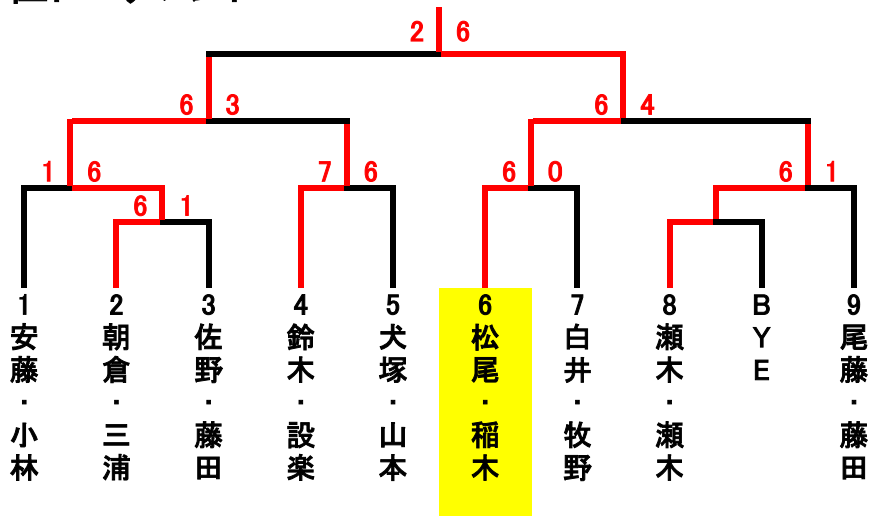 2 6
6 3
6 4
1 6
7 6
6 0
6 1
6 1
1 安藤・小林
2 朝倉・三浦
3 佐野・藤田
4 鈴木・設楽
5 犬塚・山本
6 松尾・稲木
7 白井・牧野
8 瀬木・瀬木
BYE
9 尾藤・藤田